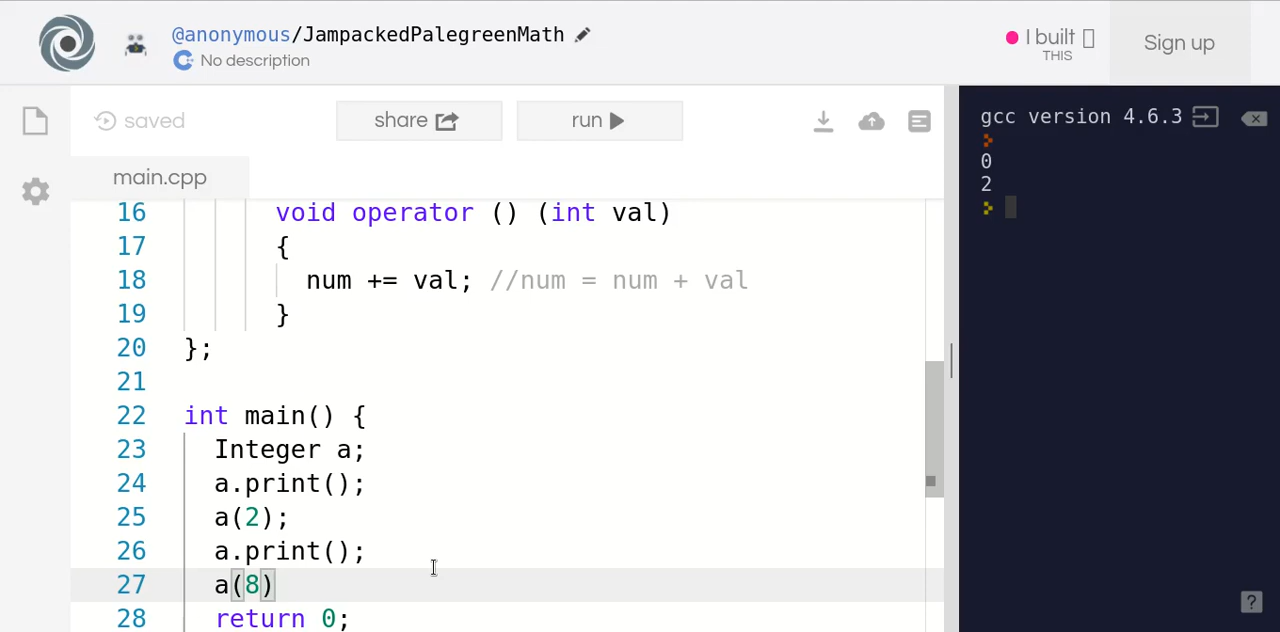 @anonymous/JampackedPalegreenMath
No description
I built
THIS
Sign up
saved
share
run
main.cpp
gcc version 4.6.3
0
2
16 void operator () (int val)
17 {
18 num += val; //num = num + val
19 }
20 };
21
22 int main() {
23 Integer a;
24 a.print();
25 a(2);
26 a.print();
27 a(8)
28 return 0;
?